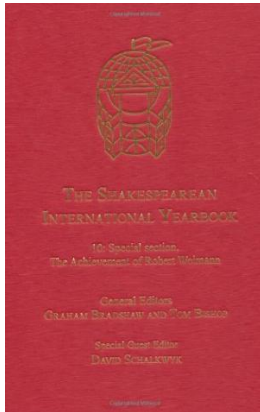 THE SHAKESPEAREAN
INTERNATIONAL YEARBOOK
10: Special section,
The Achievement of Robert Weimann
General Editors
GRAHAM BRADSHAW AND TOM BISHOP
Special Guest Editor
DAVID SCHALKWYK